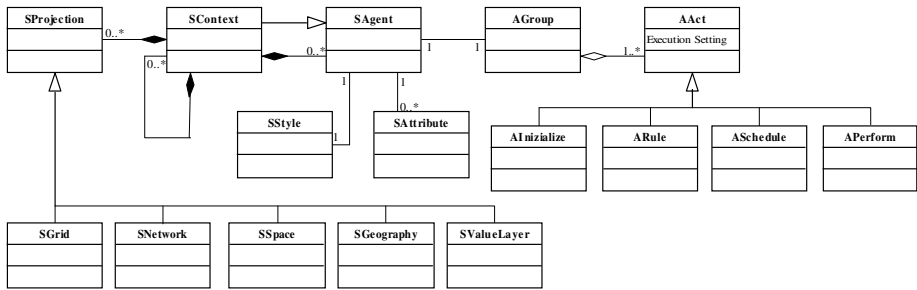 SProjection
SContext
SAgent
AGroup
AAct
Execution Setting
0..*
0..*
0..*
1
1
1..*
1
1
0..*
1
SStyle
SAttribute
AInizialize
ARule
ASchedule
APerform
SGrid
SNetwork
SSpace
SGeography
SValueLayer